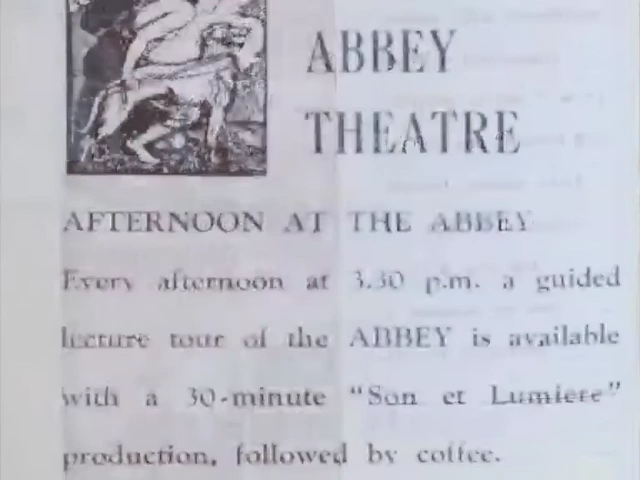 ABBEY
THEATRE
AFTERNOON AT THE ABBEY
Every afternoon at 3.30 p.m. a guided
lecture tour of the ABBEY is available
with a 30-minute "Son et Lumiere"
production, followed by coffee.